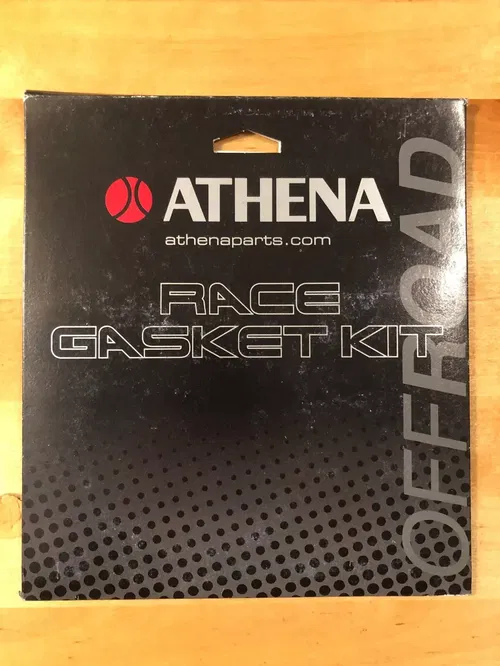 ATHENA
athenaparts.com
RACE
GASKET KIT
OFFROAD